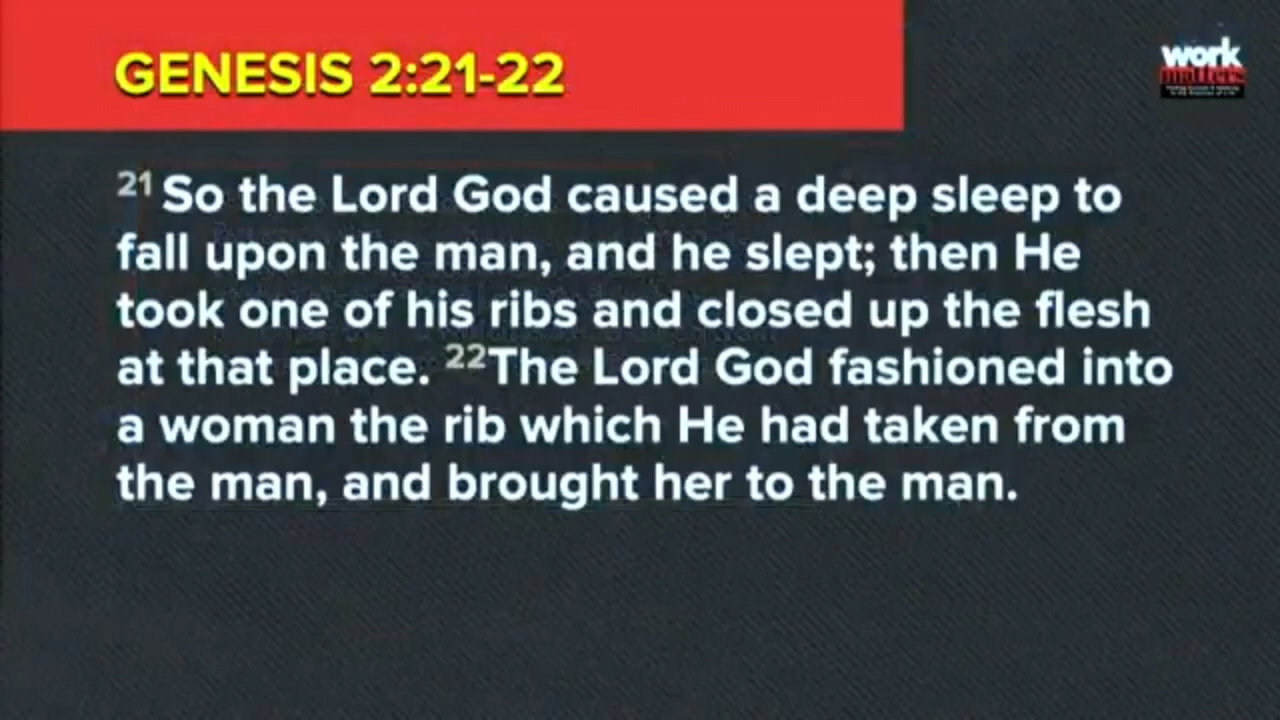 GENESIS 2:21-22
work
matters
21 So the Lord God caused a deep sleep to
fall upon the man, and he slept; then He
took one of his ribs and closed up the flesh
at that place. 22The Lord God fashioned into
a woman the rib which He had taken from
the man, and brought her to the man.